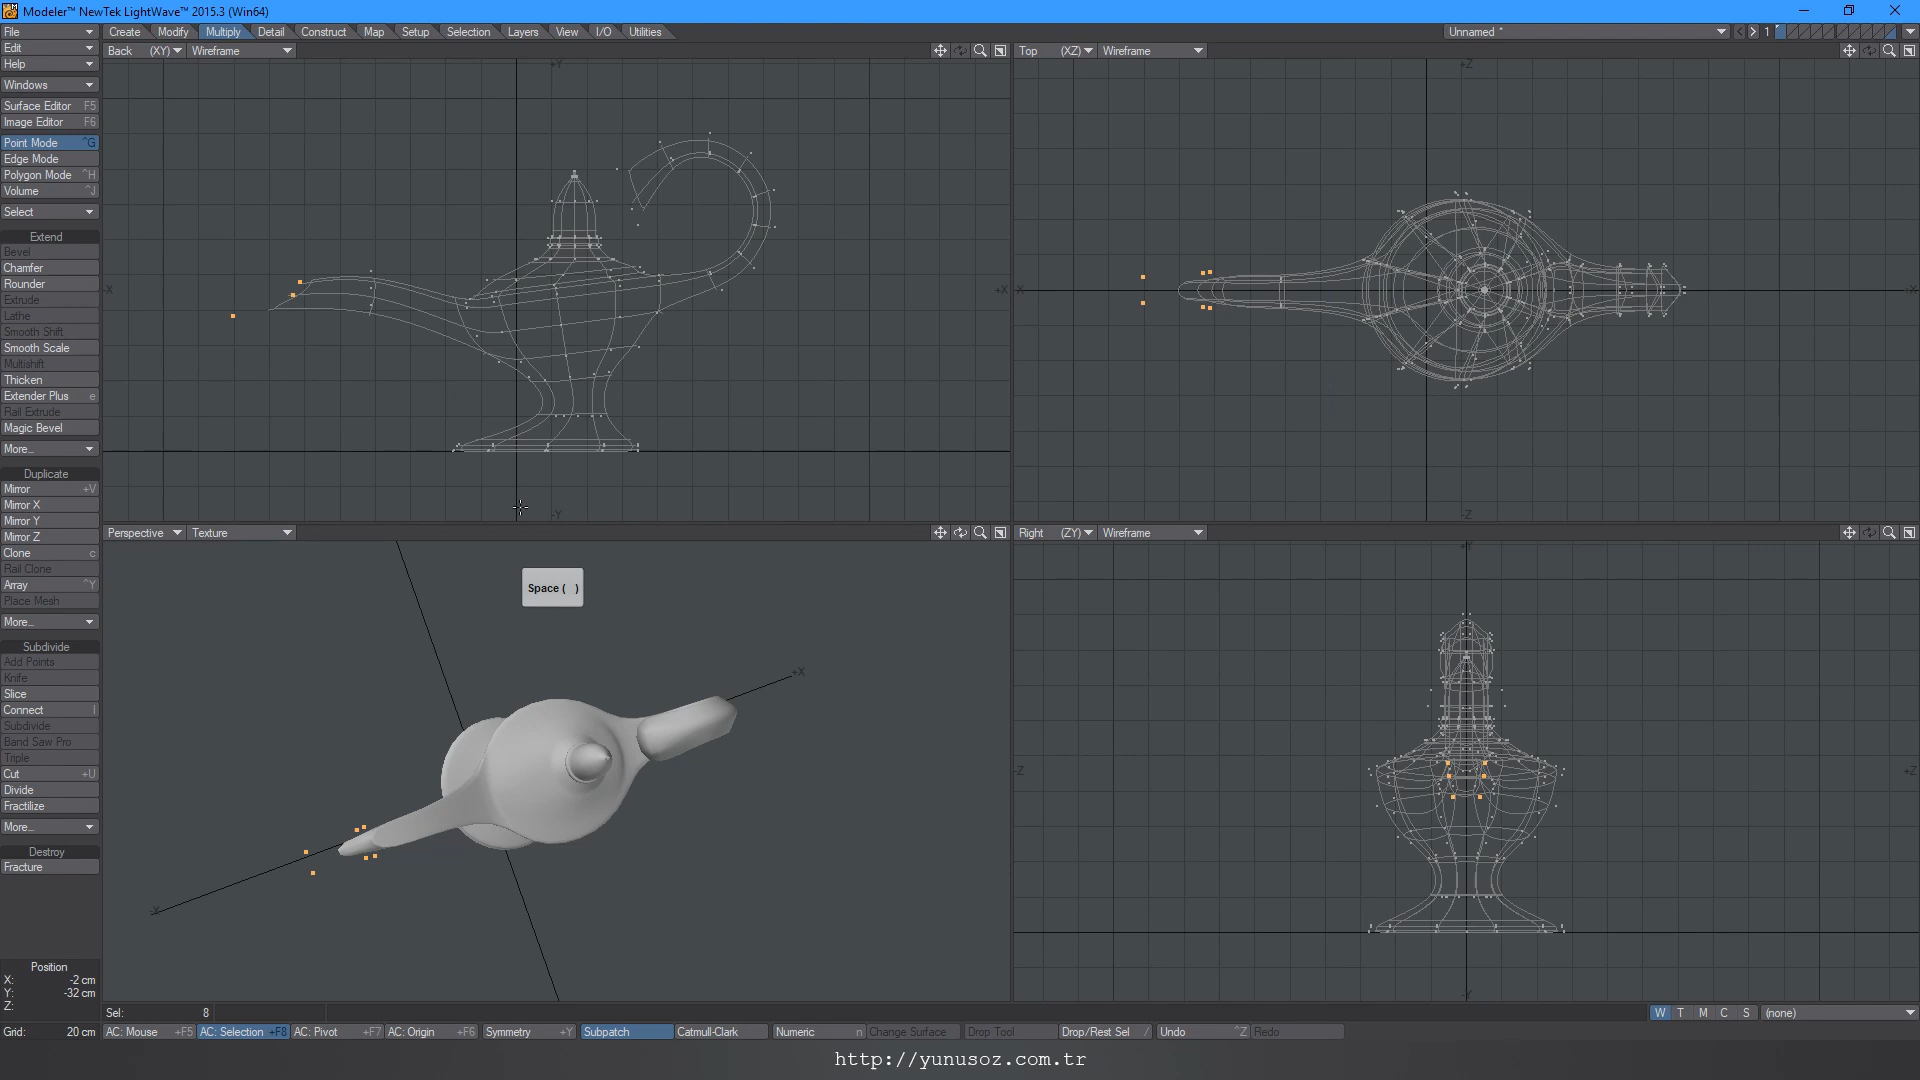 Modeler™ NewTek LightWave™ 2015.3 (Win64)
File
Create Modify Multiply Detail Construct Map Setup Selection Layers View I/O Utilities
Unnamed * 1
Edit
Help
Back (XY) Wireframe
Top (XZ) Wireframe
Windows
Surface Editor F5
Image Editor F6
Point Mode ^G
Edge Mode
Polygon Mode ^H
Volume ^J
Select
Extend
Bevel
Chamfer
Rounder
Extrude
Lathe
Smooth Shift
Smooth Scale
Multishift
Thicken
Extender Plus e
Rail Extrude
Magic Bevel
More...
Duplicate
Mirror +V
Mirror X
Mirror Y
Mirror Z
Clone c
Rail Clone
Array ^Y
Place Mesh
More...
Subdivide
Add Points
Knife
Slice
Connect l
Subdivide
Band Saw Pro
Triple
Cut +U
Divide
Fractilize
More...
Destroy
Fracture
+Y
-X
+X
-Y
+Z
-X
-X
-Z
Perspective Texture
Right (ZY) Wireframe
Space ( )
+X
-X
+Y
-Z
+Z
-Y
Position
X: -2 cm
Y: -32 cm
Z:
Sel: 8
W T M C S (none)
Grid: 20 cm
AC: Mouse +F5 AC: Selection +F8 AC: Pivot +F7 AC: Origin +F6 Symmetry +Y Subpatch Catmull-Clark Numeric n Change Surface Drop Tool Drop/Rest Sel / Undo ^Z Redo
http://yunusoz.com.tr